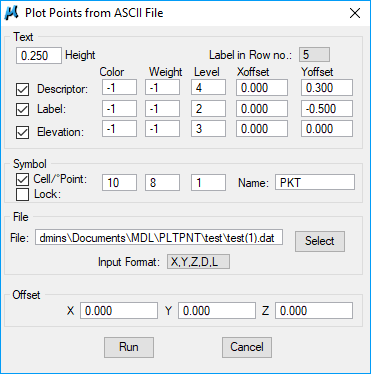 Plot Points from ASCII File
Text
0.250 Height Label in Row no.: 5
Color Weight Level Xoffset Yoffset
Descriptor: -1 -1 4 0.000 0.300
Label: -1 -1 2 0.000 -0.500
Elevation: -1 -1 3 0.000 0.000
Symbol
Cell/*Point: 10 8 1 Name: PKT
Lock:
File
File: dmins\Documents\MDL\PLTPNT\test\test(1).dat Select
Input Format: X,Y,Z,D,L
Offset
X 0.000 Y 0.000 Z 0.000
Run Cancel